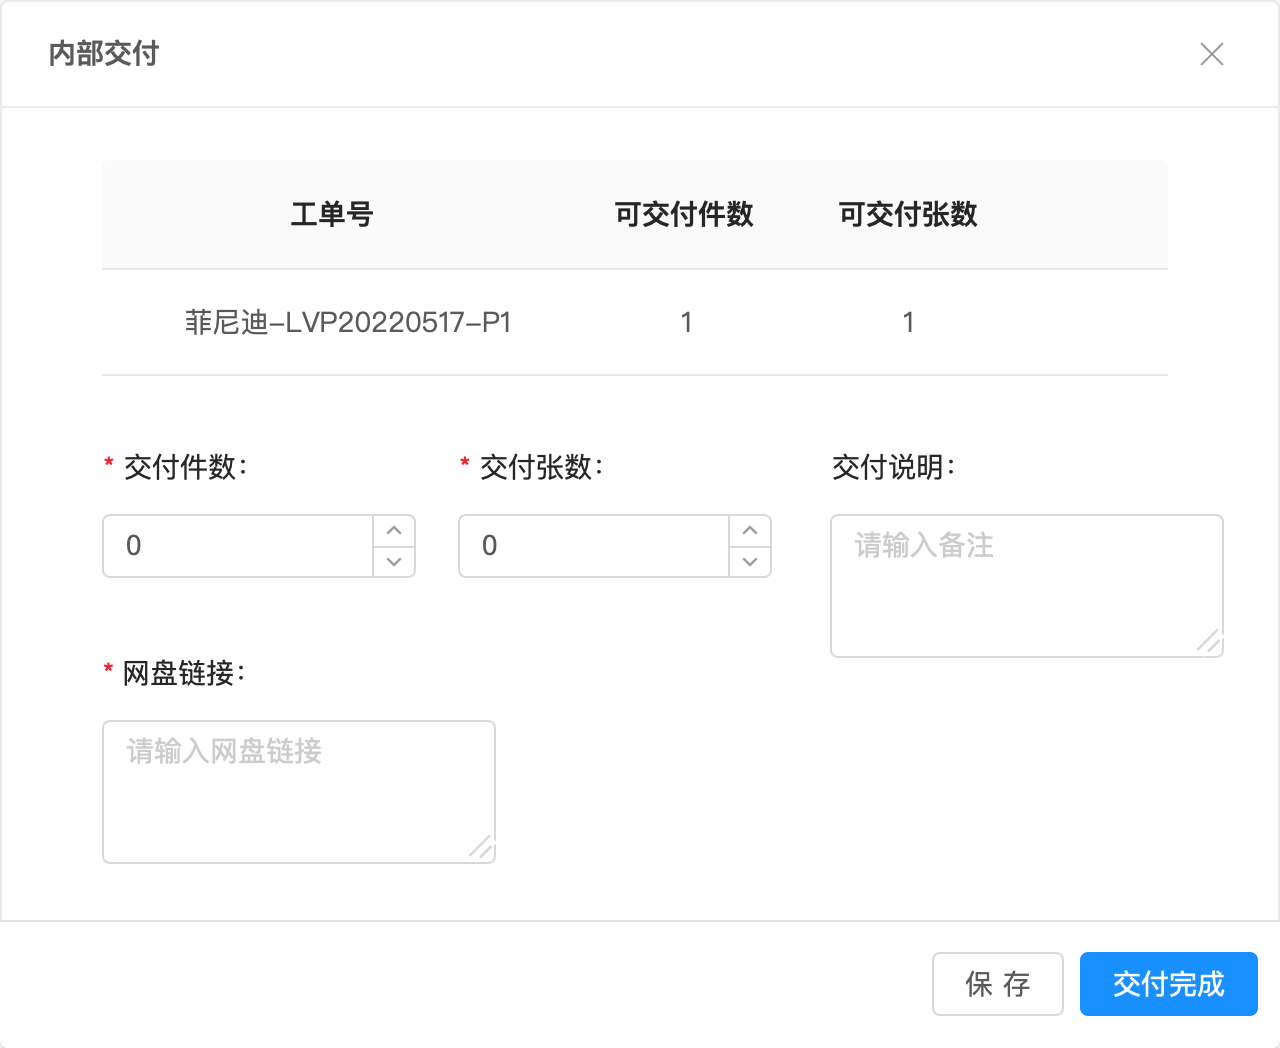 内部交付
工单号 可交付件数 可交付张数
菲尼迪-LVP20220517-P1 1 1
* 交付件数: * 交付张数: 交付说明:
0 0 请输入备注
* 网盘链接:
请输入网盘链接
保 存 交付完成